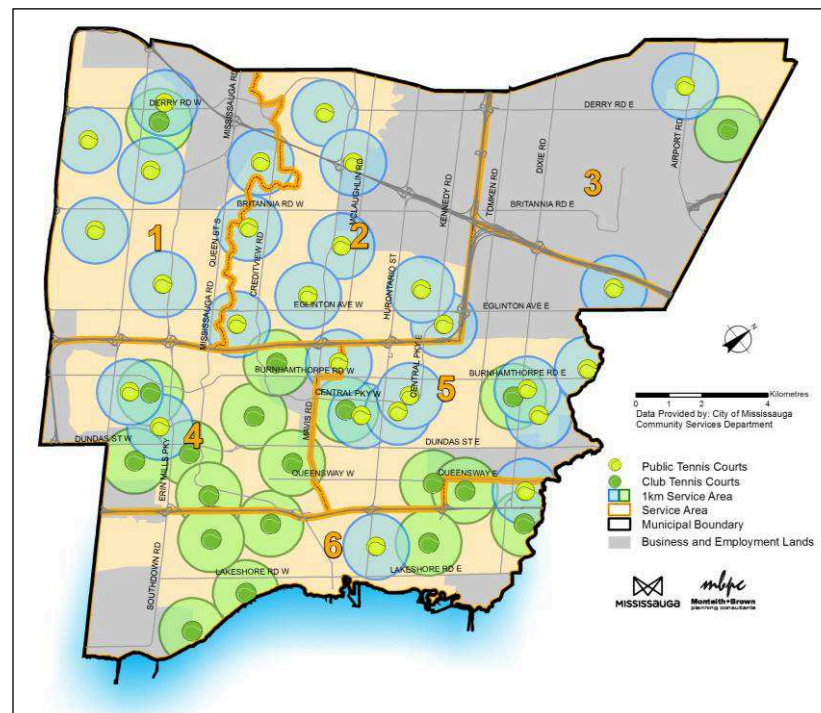 DERRY RD W
MISSISSAUGA RD
DERRY RD E
AIRPORT RD
MCLAUGHLIN RD
KENNEDY RD
TOMKEN RD
DIXIE RD
3
BRITANNIA RD W
BRITANNIA RD E
1
2
QUEEN ST S
CREDITVIEW RD
HURONTARIO ST
MISSISSAUGA RD
EGLINTON AVE W
EGLINTON AVE E
N
BURNHAMTHORPE RD W
CENTRAL PKY E
BURNHAMTHORPE RD E
5
CENTRAL PKY W
MAVIS RD
DUNDAS ST W
4
DUNDAS ST E
ERIN MILLS PKY
QUEENSWAY W
QUEENSWAY E
6
SOUTHDOWN RD
LAKESHORE RD W
LAKESHORE RD E
Kilometres
0 1 2 4
Data Provided by: City of Mississauga
Community Services Department
Public Tennis Courts
Club Tennis Courts
1km Service Area
Service Area
Municipal Boundary
Business and Employment Lands
MISSISSAUGA
mbpc
Monteith+Brown
planning consultants